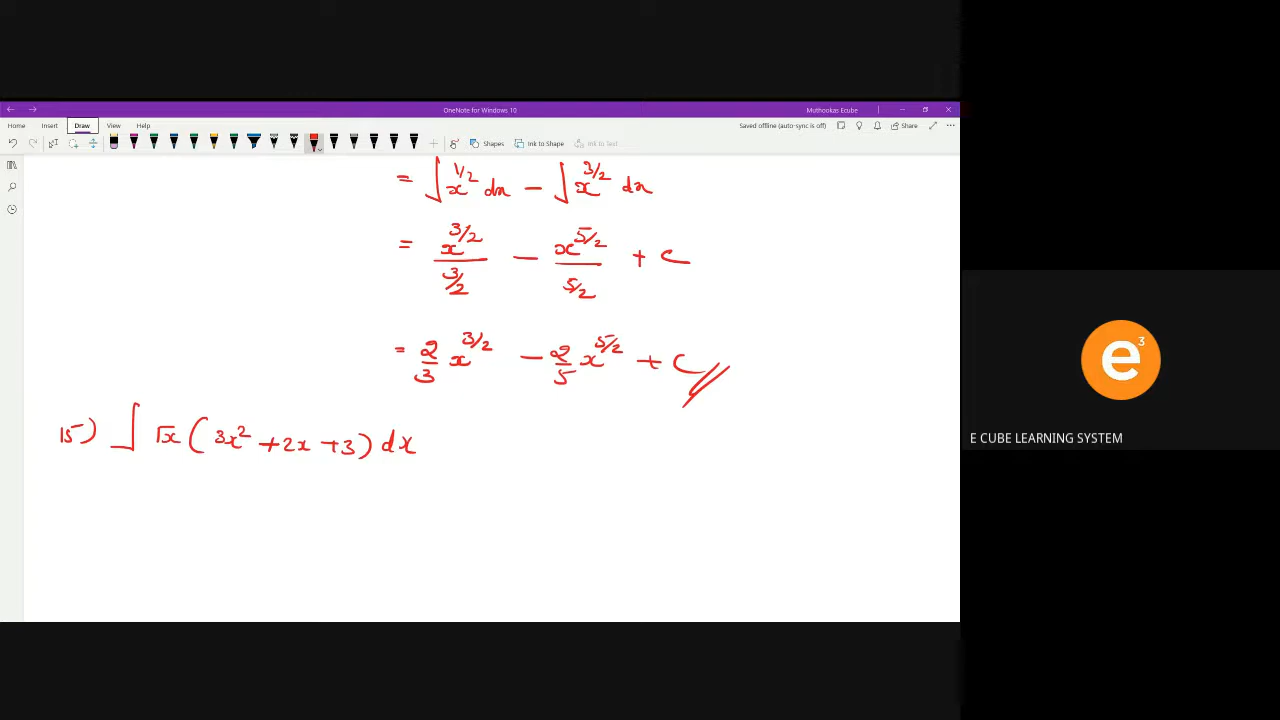 OneNote for Windows 10
Muthookas Ecube
Home Insert Draw View Help
Saved offline (auto-sync is off)
Share
Shapes
Ink to Shape
Ink to Text
= ∫ x^{1/2} dx − ∫ x^{3/2} dx
= x^{3/2}/(3/2) − x^{5/2}/(5/2) + C
= 2/3 x^{3/2} − 2/5 x^{5/2} + C //
15) ∫ √x ( 3x² + 2x + 3 ) dx
e³
E CUBE LEARNING SYSTEM